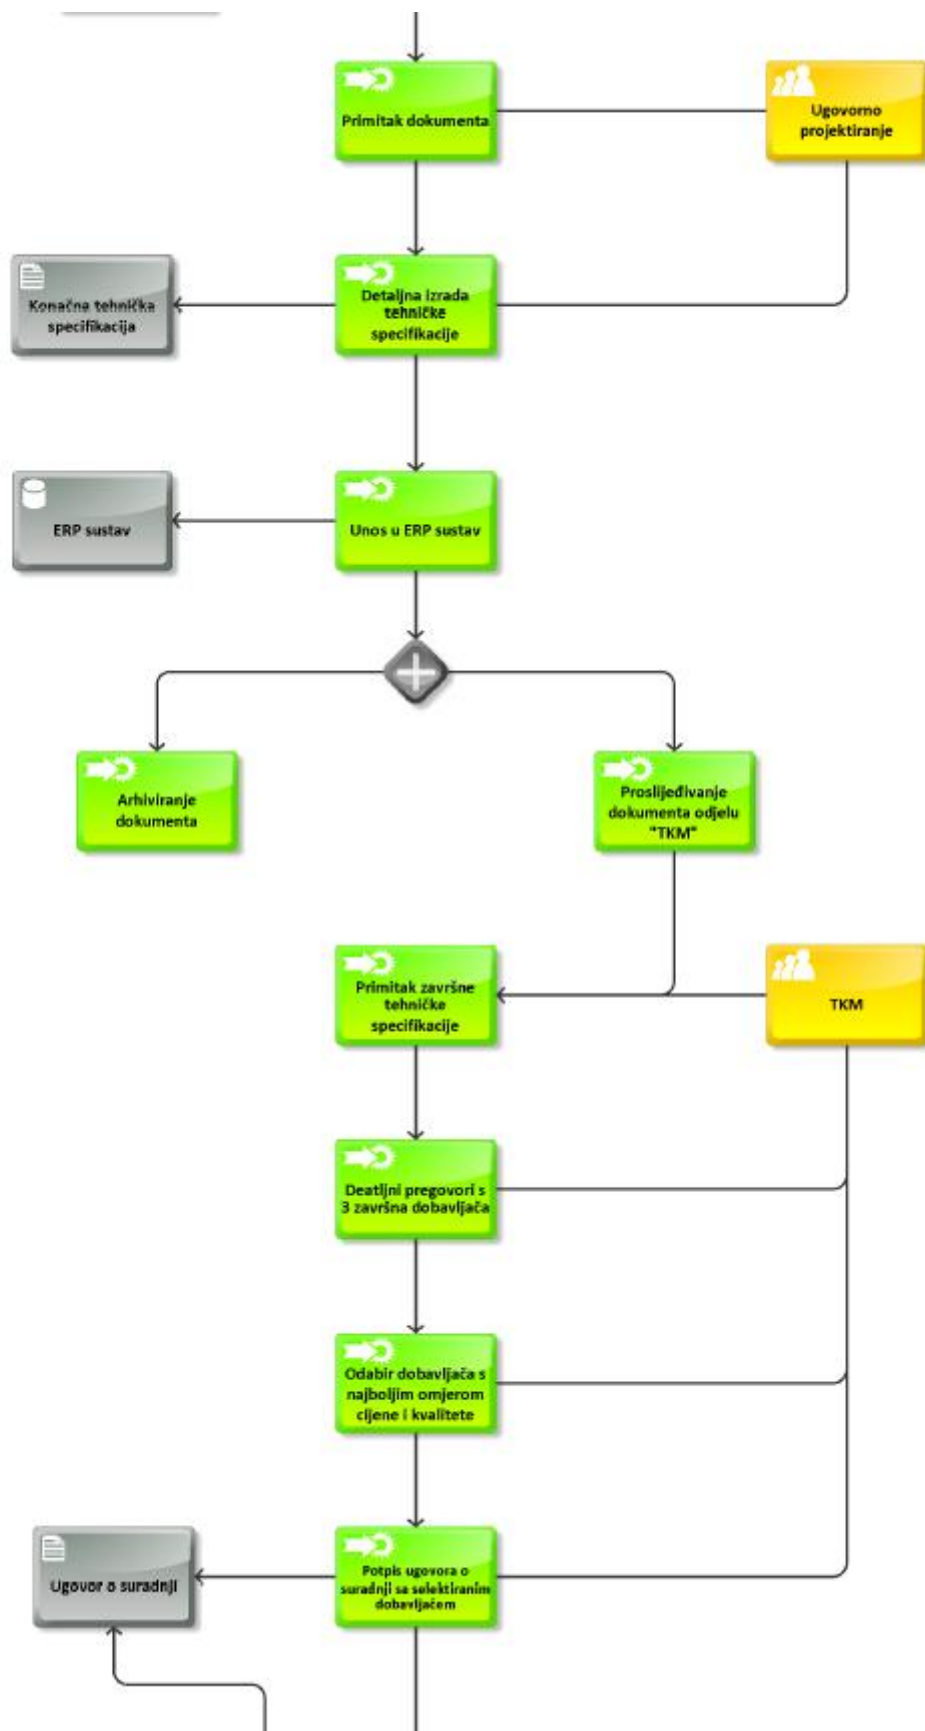 Primitak dokumenta
Ugovorno
projektiranje
Konačna tehnička
specifikacija
Detaljna izrada
tehničke
specifikacije
ERP sustav
Unos u ERP sustav
Arhiviranje
dokumenta
Proslijeđivanje
dokumenta odjelu
"TKM"
Primitak završne
tehničke
specifikacije
TKM
Deatljni pregovori s
3 završna dobavljača
Odabir dobavljača s
najboljim omjerom
cijene i kvalitete
Ugovor o suradnji
Potpis ugovora o
suradnji sa selektiranim
dobavljačem